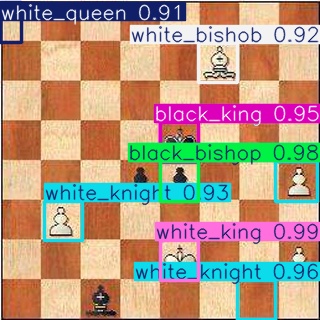 white_queen 0.91
white_bishob 0.92
black_king 0.95
black_bishop 0.98
white_knight 0.93
white_king 0.99
white_knight 0.96